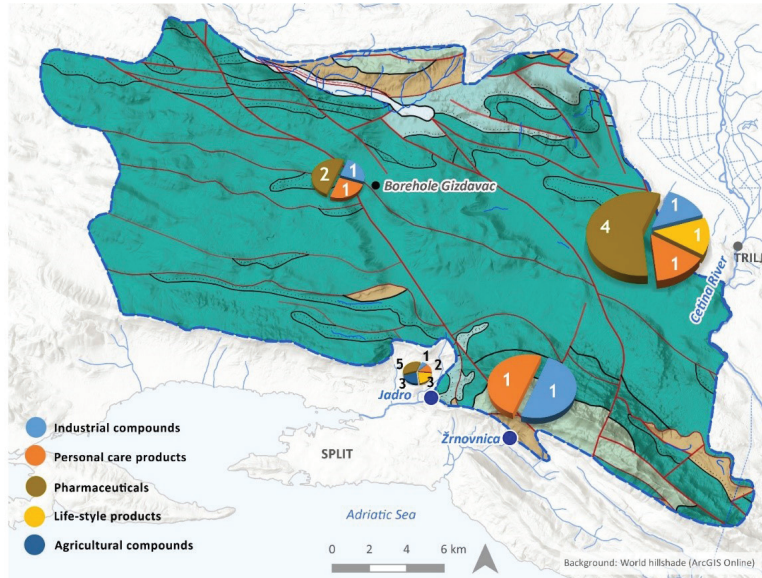 2
1
1
Borehole Gizdavac
1
4
1
1
TRILJ
Cetina River
5
1
2
3
3
Jadro
1
1
Žrnovnica
SPLIT
Adriatic Sea
Industrial compounds
Personal care products
Pharmaceuticals
Life-style products
Agricultural compounds
0 2 4 6 km
Background: World hillshade (ArcGIS Online)